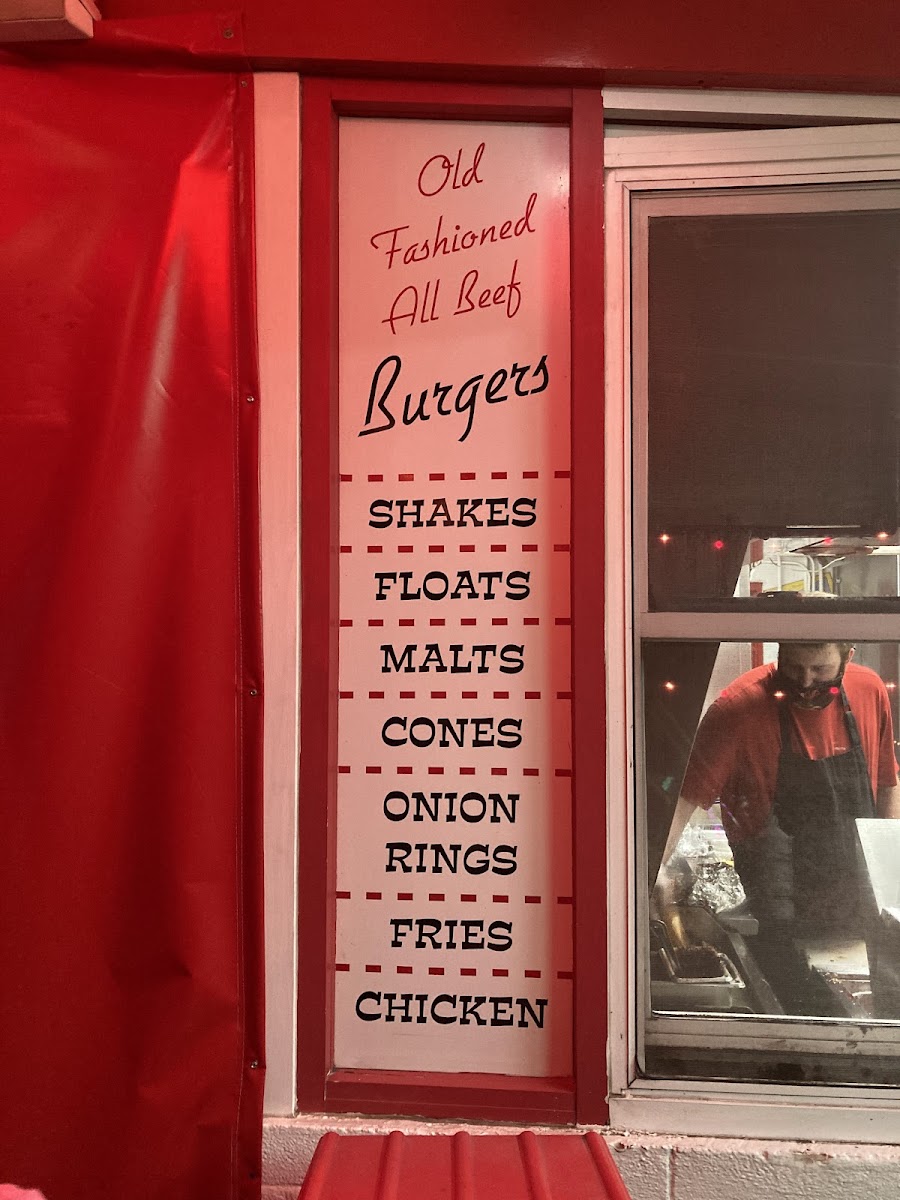 Old
Fashioned
All Beef
Burgers
SHAKES
FLOATS
MALTS
CONES
ONION
RINGS
FRIES
CHICKEN